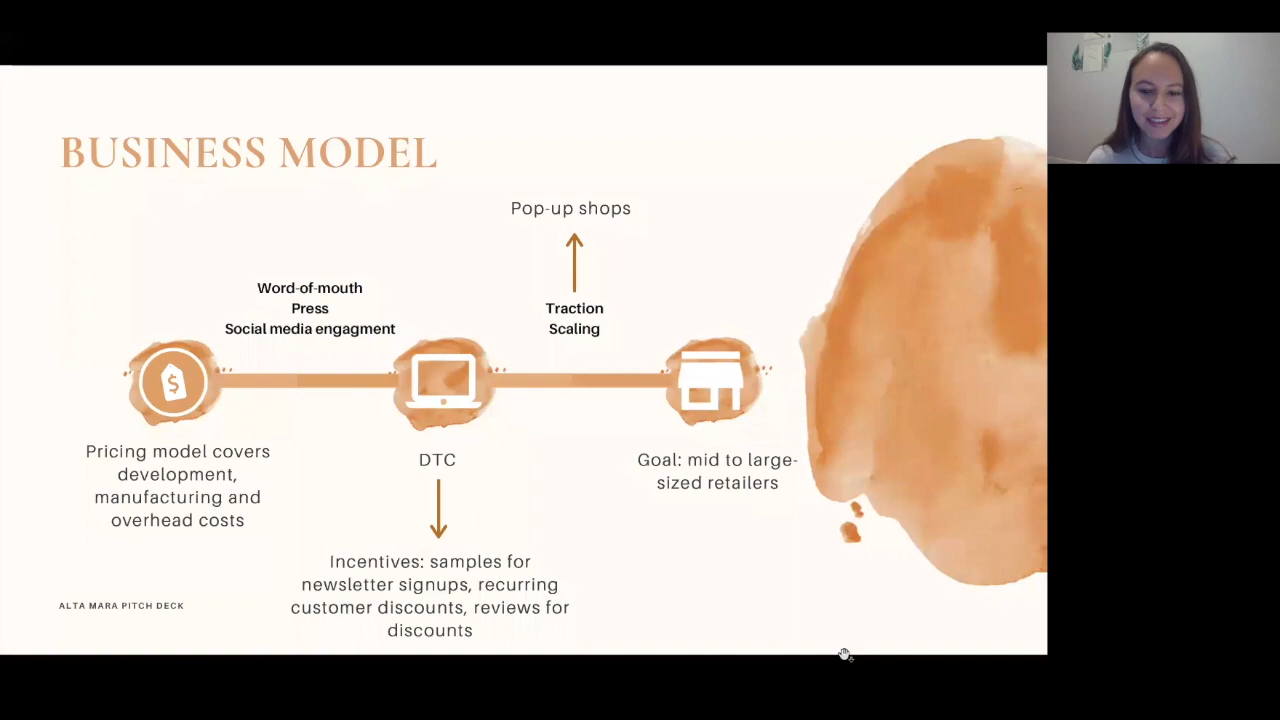 BUSINESS MODEL
Pop-up shops
Word-of-mouth
Press
Social media engagment
Traction
Scaling
$
Pricing model covers
development,
manufacturing and
overhead costs
DTC
Goal: mid to large-
sized retailers
Incentives: samples for
newsletter signups, recurring
customer discounts, reviews for
discounts
ALTA MARA PITCH DECK